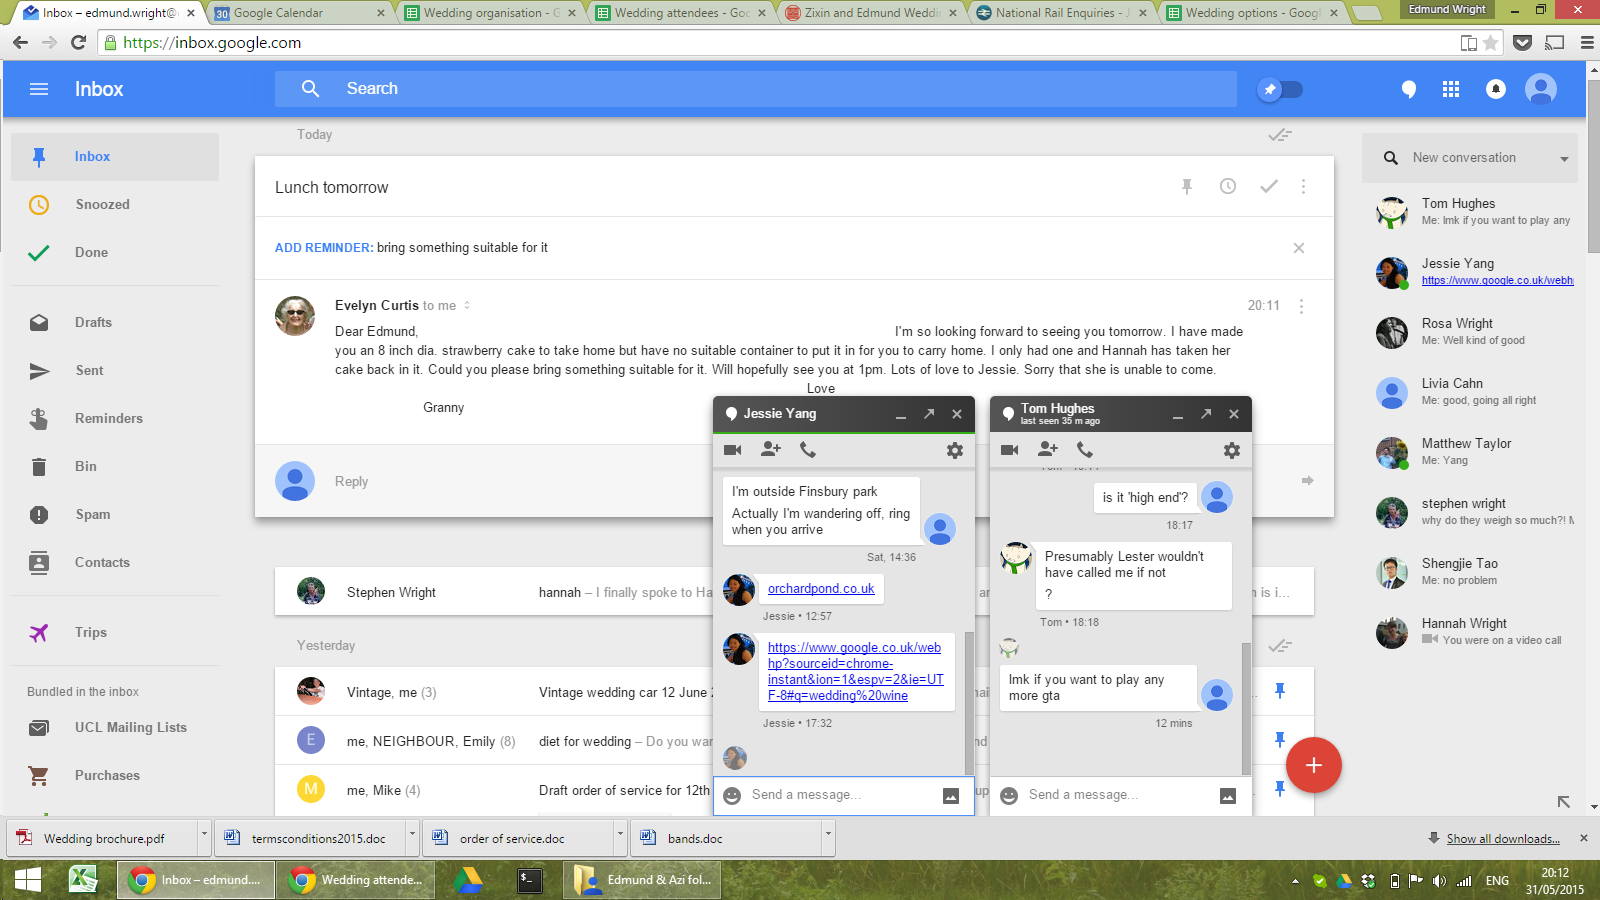 Inbox – edmund.wright@
Google Calendar
Wedding organisation - G
Wedding attendees - Goo
Zixin and Edmund Weddi
National Rail Enquiries - J
Wedding options - Google
Edmund Wright
https://inbox.google.com
Inbox
Search
Today
Inbox
Snoozed
Done
Drafts
Sent
Reminders
Bin
Spam
Contacts
Trips
Bundled in the inbox
UCL Mailing Lists
Purchases
Lunch tomorrow
ADD REMINDER: bring something suitable for it
Evelyn Curtis to me
20:11
Dear Edmund, I'm so looking forward to seeing you tomorrow. I have made
you an 8 inch dia. strawberry cake to take home but have no suitable container to put it in for you to carry home. I only had one and Hannah has taken her
cake back in it. Could you please bring something suitable for it. Will hopefully see you at 1pm. Lots of love to Jessie. Sorry that she is unable to come.
Love
Granny
Reply
Stephen Wright hannah – I finally spoke to Ha
n is i...
Yesterday
Vintage, me (3) Vintage wedding car 12 June 2
E
me, NEIGHBOUR, Emily (8) diet for wedding – Do you war
M
me, Mike (4) Draft order of service for 12th
Jessie Yang
I'm outside Finsbury park
Actually I'm wandering off, ring
when you arrive
Sat, 14:36
orchardpond.co.uk
Jessie • 12:57
https://www.google.co.uk/web
hp?sourceid=chrome-
instant&ion=1&espv=2&ie=UT
F-8#q=wedding%20wine
Jessie • 17:32
Send a message...
Tom Hughes
last seen 35 m ago
is it 'high end'?
18:17
Presumably Lester wouldn't
have called me if not
?
Tom • 18:18
lmk if you want to play any
more gta
12 mins
Send a message...
New conversation
Tom Hughes
Me: lmk if you want to play any
Jessie Yang
https://www.google.co.uk/webhp
Rosa Wright
Me: Well kind of good
Livia Cahn
Me: good, going all right
Matthew Taylor
Me: Yang
stephen wright
why do they weigh so much?! M
Shengjie Tao
Me: no problem
Hannah Wright
You were on a video call
Wedding brochure.pdf
termsconditions2015.doc
order of service.doc
bands.doc
Show all downloads...
Inbox – edmund....
Wedding attende...
Edmund & Azi fol...
ENG
20:12
31/05/2015